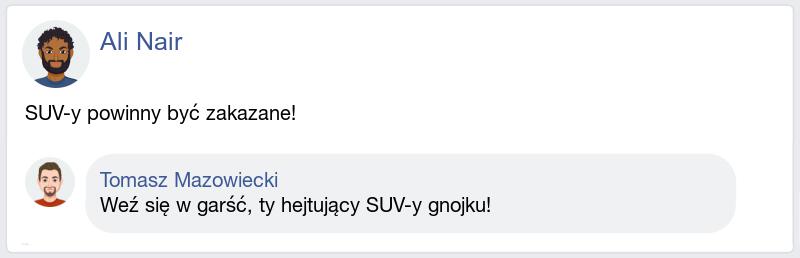 Ali Nair
SUV-y powinny być zakazane!
Tomasz Mazowiecki
Weź się w garść, ty hejtujący SUV-y gnojku!